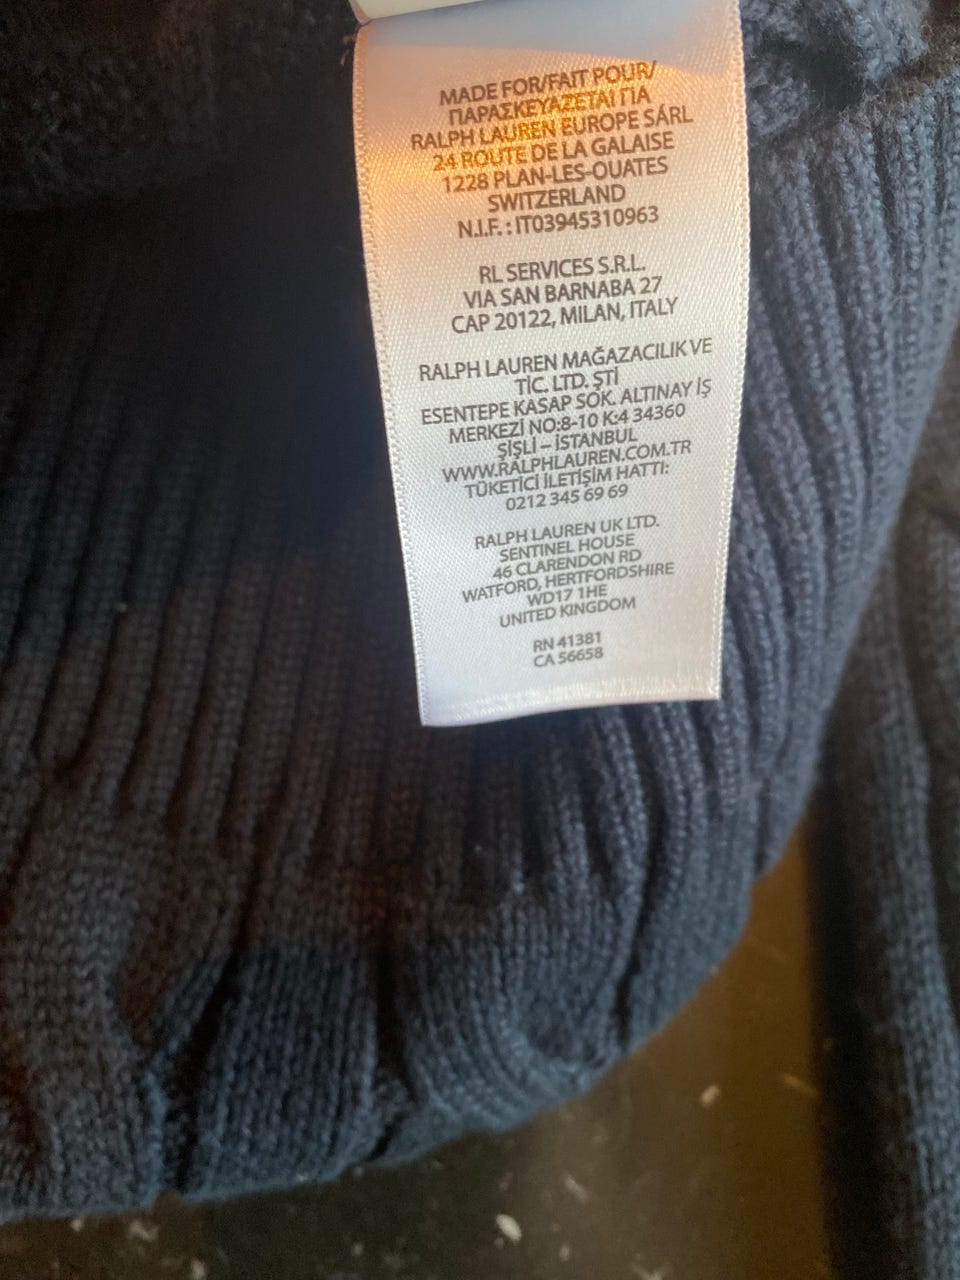 MADE FOR/FAIT POUR/
ΠΑΡΑΣΚΕΥΑΖΕΤΑΙ ΓΙΑ
RALPH LAUREN EUROPE SÁRL
24 ROUTE DE LA GALAISE
1228 PLAN-LES-OUATES
SWITZERLAND
N.I.F. : IT03945310963
RL SERVICES S.R.L.
VIA SAN BARNABA 27
CAP 20122, MILAN, ITALY
RALPH LAUREN MAĞAZACILIK VE
TİC. LTD. ŞTİ
ESENTEPE KASAP SOK. ALTINAY İŞ
MERKEZİ NO:8-10 K:4 34360
ŞİŞLİ – İSTANBUL
WWW.RALPHLAUREN.COM.TR
TÜKETİCİ İLETİŞİM HATTI:
0212 345 69 69
RALPH LAUREN UK LTD.
SENTINEL HOUSE
46 CLARENDON RD
WATFORD, HERTFORDSHIRE
WD17 1HE
UNITED KINGDOM
RN 41381
CA 56658